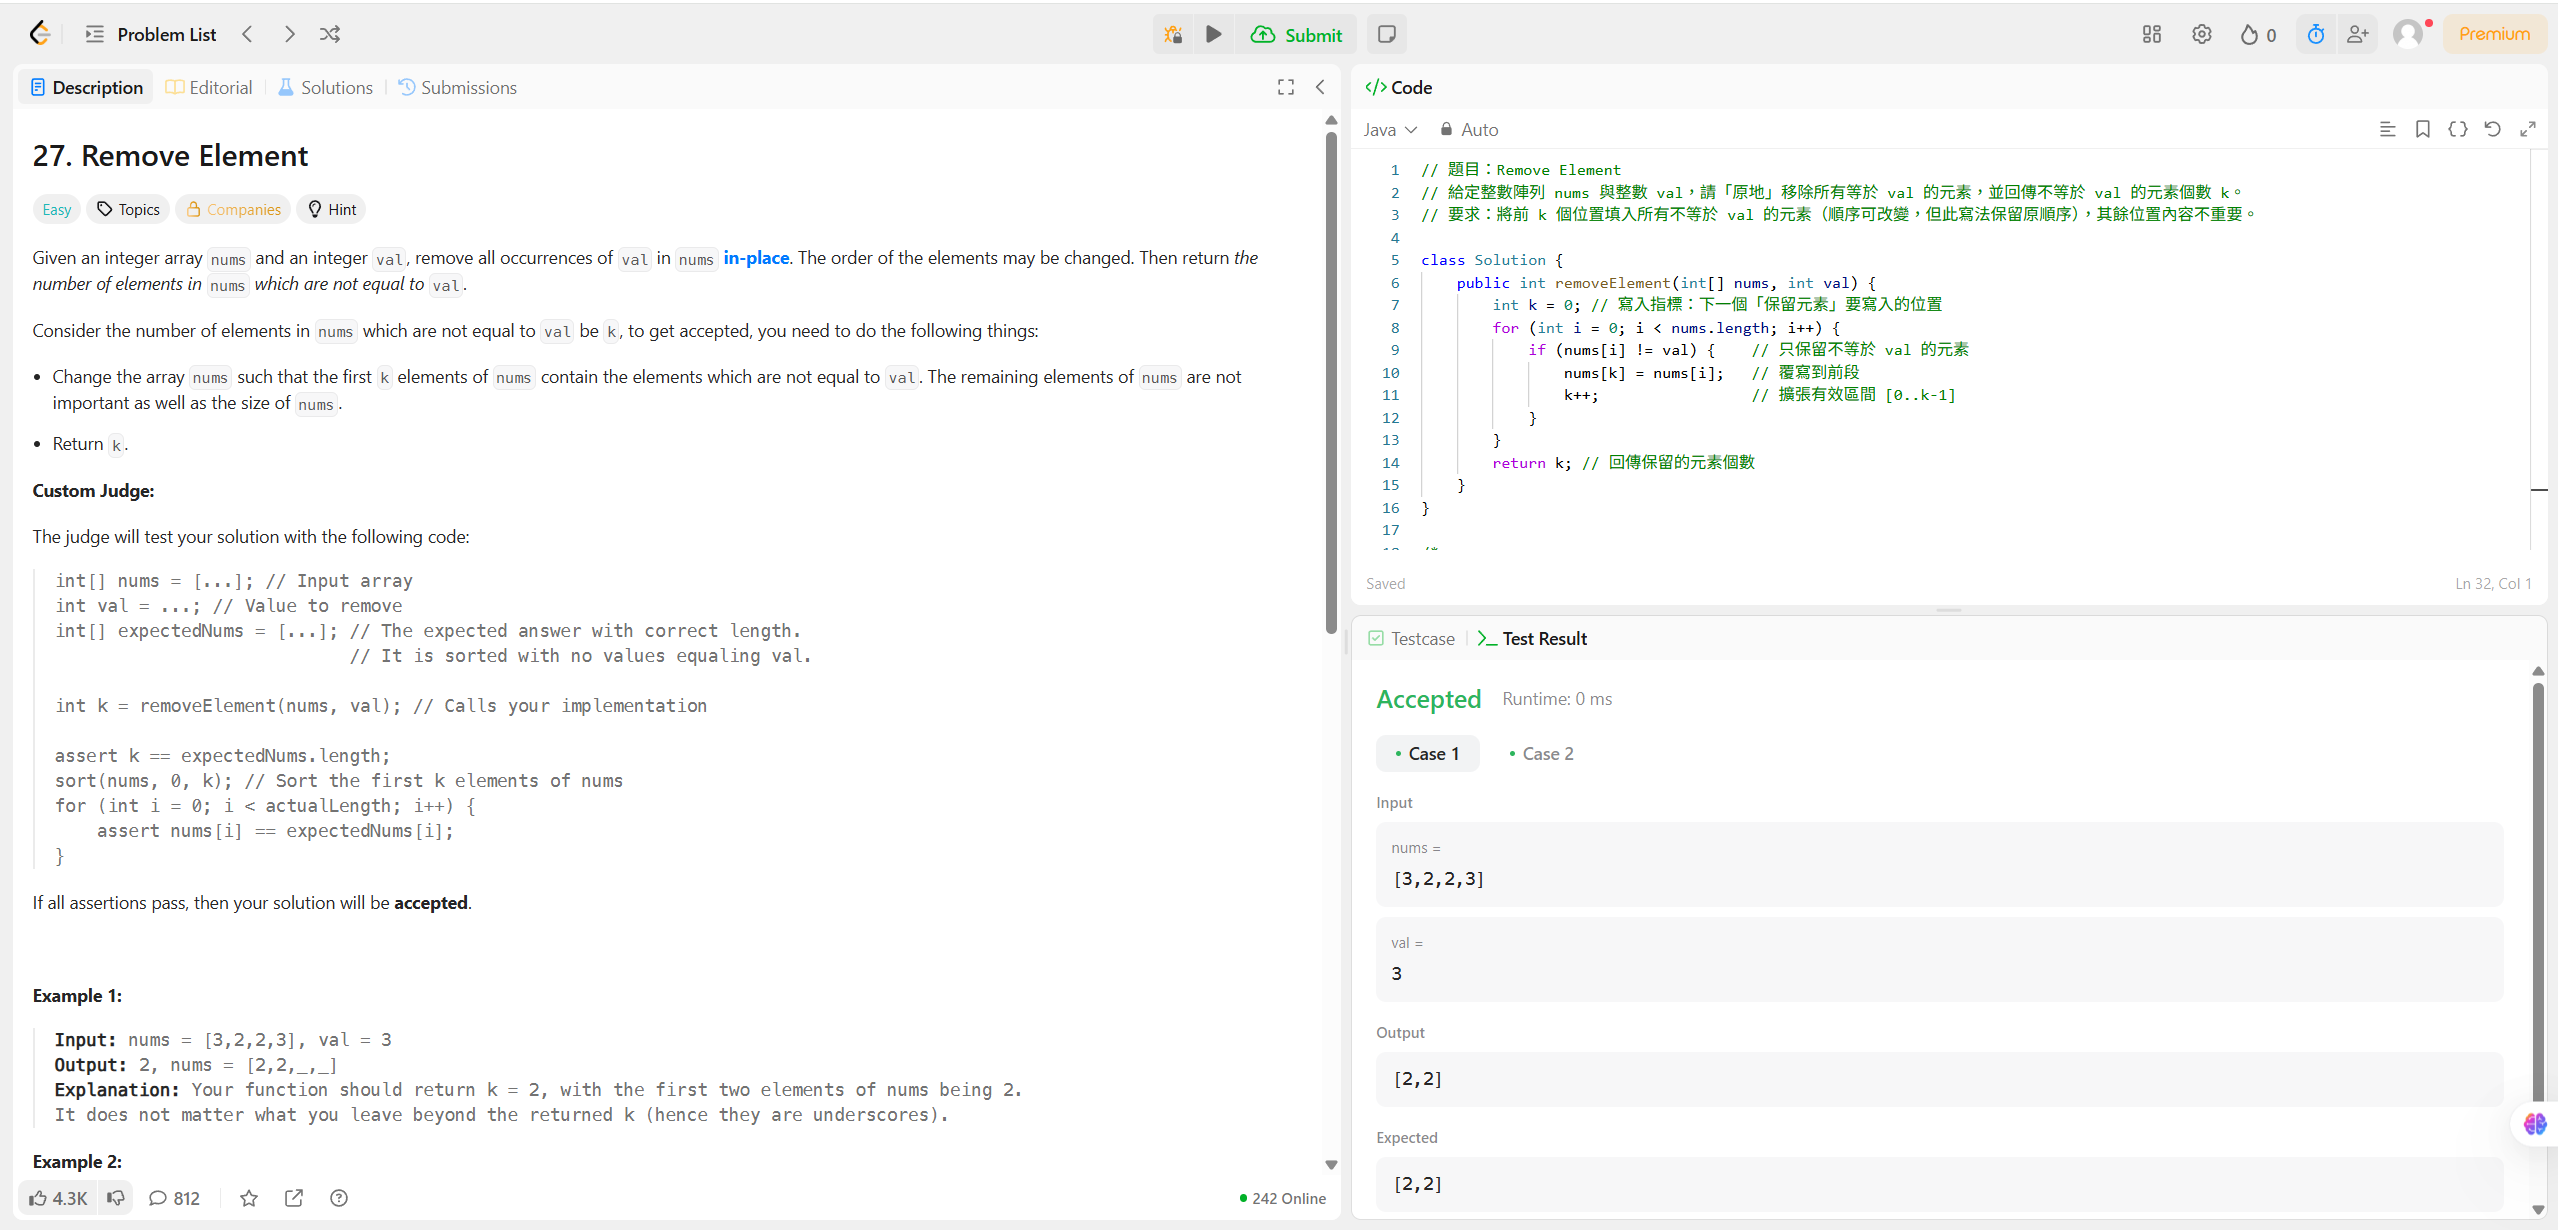 Problem List
Submit
0
Premium
Description
Editorial
Solutions
Submissions
27. Remove Element
Easy
Topics
Companies
Hint
Given an integer array nums and an integer val, remove all occurrences of val in nums in-place. The order of the elements may be changed. Then return the
number of elements in nums which are not equal to val.
Consider the number of elements in nums which are not equal to val be k, to get accepted, you need to do the following things:
• Change the array nums such that the first k elements of nums contain the elements which are not equal to val. The remaining elements of nums are not
important as well as the size of nums.
• Return k.
Custom Judge:
The judge will test your solution with the following code:
int[] nums = [...]; // Input array
int val = ...; // Value to remove
int[] expectedNums = [...]; // The expected answer with correct length.
                            // It is sorted with no values equaling val.
int k = removeElement(nums, val); // Calls your implementation
assert k == expectedNums.length;
sort(nums, 0, k); // Sort the first k elements of nums
for (int i = 0; i < actualLength; i++) {
    assert nums[i] == expectedNums[i];
}
If all assertions pass, then your solution will be accepted.
Example 1:
Input: nums = [3,2,2,3], val = 3
Output: 2, nums = [2,2,_,_]
Explanation: Your function should return k = 2, with the first two elements of nums being 2.
It does not matter what you leave beyond the returned k (hence they are underscores).
Example 2:
4.3K
812
242 Online
</> Code
Java
Auto
1 // 題目：Remove Element
2 // 給定整數陣列 nums 與整數 val，請「原地」移除所有等於 val 的元素，並回傳不等於 val 的元素個數 k。
3 // 要求：將前 k 個位置填入所有不等於 val 的元素（順序可改變，但此寫法保留原順序），其餘位置內容不重要。
4
5 class Solution {
6     public int removeElement(int[] nums, int val) {
7         int k = 0; // 寫入指標：下一個「保留元素」要寫入的位置
8         for (int i = 0; i < nums.length; i++) {
9             if (nums[i] != val) {    // 只保留不等於 val 的元素
10                 nums[k] = nums[i];   // 覆寫到前段
11                 k++;                 // 擴張有效區間 [0..k-1]
12             }
13         }
14         return k; // 回傳保留的元素個數
15     }
16 }
17
Saved
Ln 32, Col 1
Testcase
Test Result
Accepted
Runtime: 0 ms
• Case 1
• Case 2
Input
nums =
[3,2,2,3]
val =
3
Output
[2,2]
Expected
[2,2]